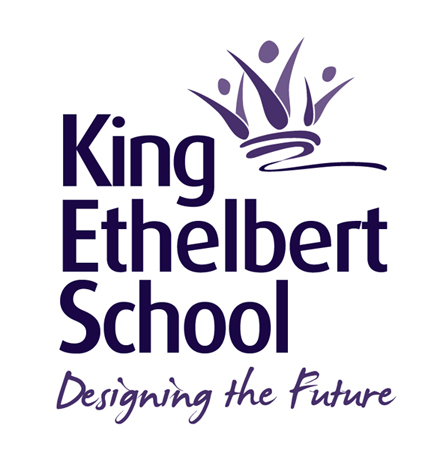 King
Ethelbert
School
Designing the Future